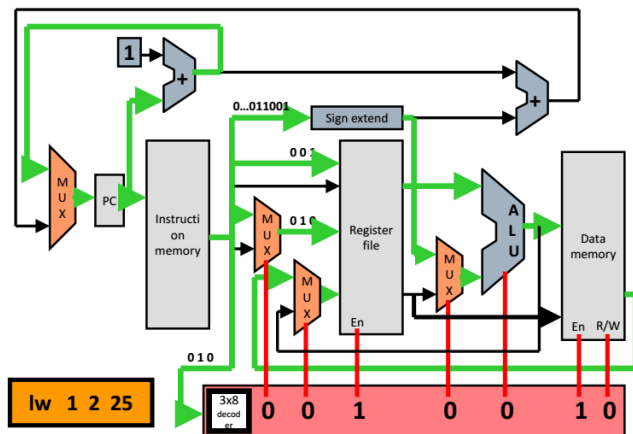 1
+
+
0...011001
Sign extend
0 0 1
M
U
X
PC
Instructi
on
memory
M
U
X
0 1 0
Register
file
En
M
U
X
M
U
X
A
L
U
Data
memory
En R/W
0 1 0
lw 1 2 25
3x8
decod
er
0 0 1 0 0 1 0